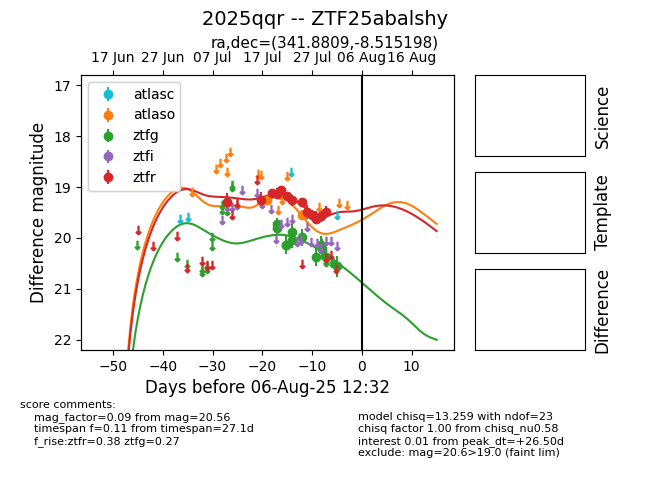 2025qqr -- ZTF25abalshy
ra,dec=(341.8809,-8.515198)
17 Jun 27 Jun 07 Jul 17 Jul 27 Jul 06 Aug 16 Aug
17
18
19
20
21
22
Difference magnitude
atlasc
atlaso
ztfg
ztfi
ztfr
−50 −40 −30 −20 −10 0 10
Days before 06-Aug-25 12:32
Science
Template
Difference
score comments:
mag_factor=0.09 from mag=20.56
timespan f=0.11 from timespan=27.1d
f_rise:ztfr=0.38 ztfg=0.27
model chisq=13.259 with ndof=23
chisq factor 1.00 from chisq_nu0.58
interest 0.01 from peak_dt=+26.50d
exclude: mag=20.6>19.0 (faint lim)